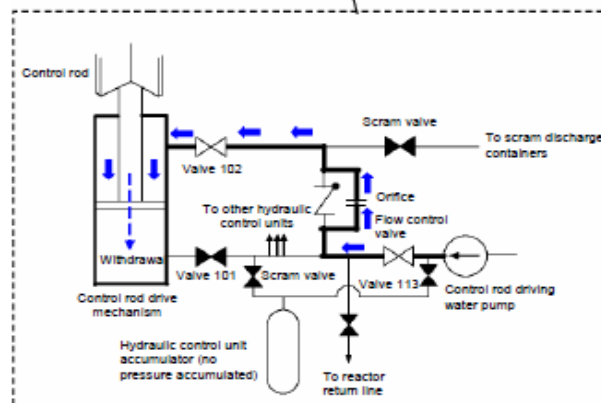 Control rod
Scram valve
To scram discharge
containers
Valve 102
Orifice
To other hydraulic
control units
Flow control
valve
Withdrawa
Valve 101
Scram valve
Valve 113
Control rod driving
water pump
Control rod drive
mechanism
Hydraulic control unit
accumulator (no
pressure accumulated)
To reactor
return line